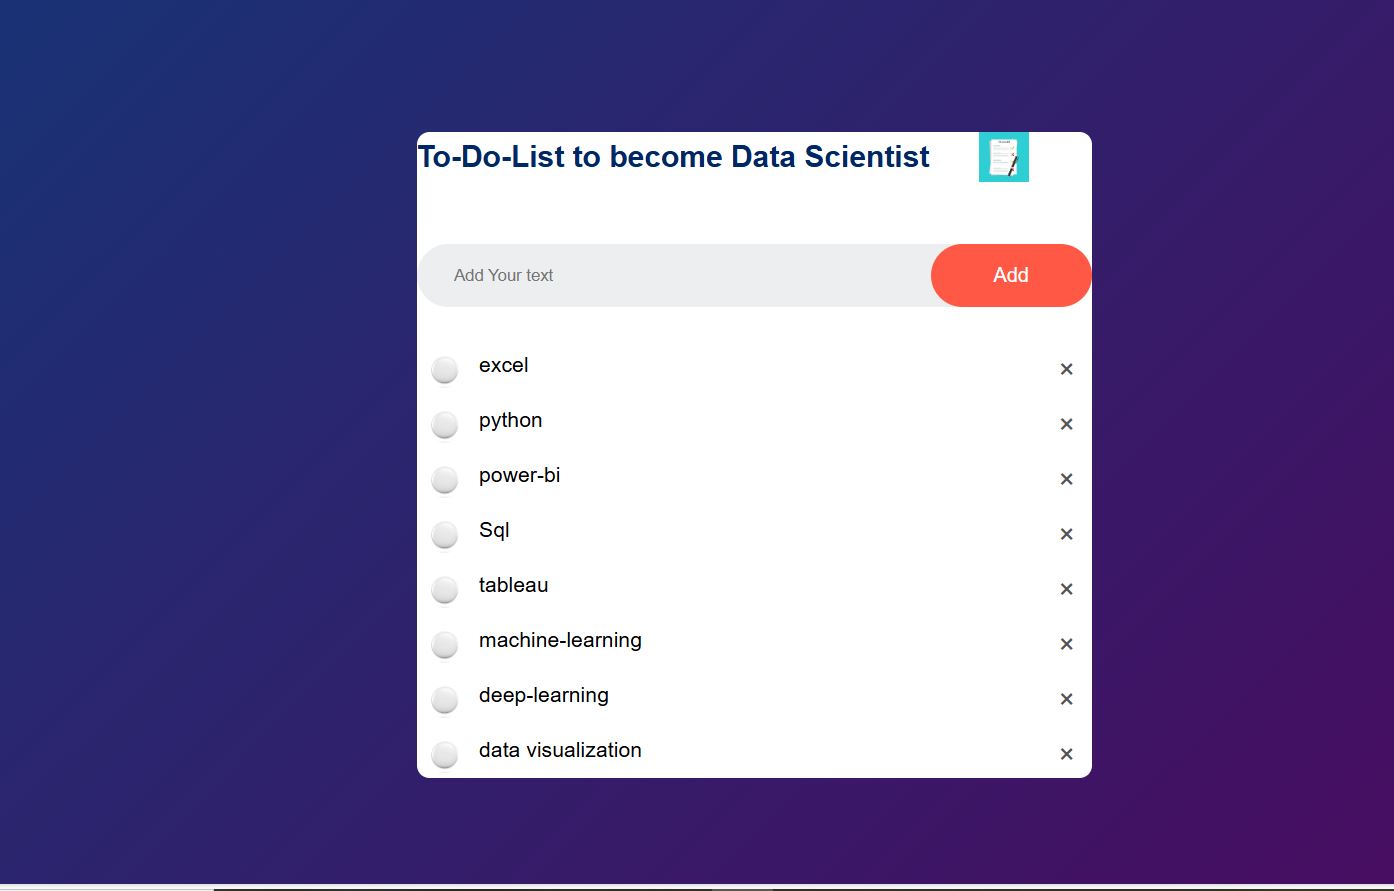 To-Do-List to become Data Scientist
Add Your text
Add
excel
python
power-bi
Sql
tableau
machine-learning
deep-learning
data visualization